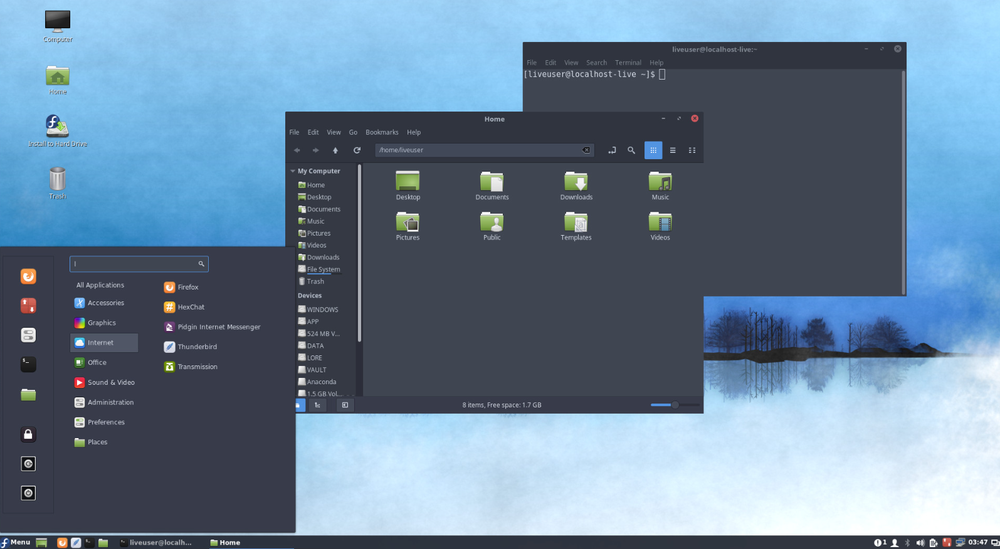 Computer
Home
Install to Hard Drive
Trash
liveuser@localhost-live:~
File Edit View Search Terminal Help
[liveuser@localhost-live ~]$
Home
File Edit View Go Bookmarks Help
/home/liveuser
My Computer
Home
Desktop
Documents
Music
Pictures
Videos
Downloads
File System
Trash
Devices
WINDOWS
APP
524 MB V...
DATA
LORE
VAULT
Anaconda
1.5 GB Vol...
Desktop Documents Downloads Music
Pictures Public Templates Videos
8 items, Free space: 1.7 GB
All Applications
Accessories
Graphics
Internet
Office
Sound & Video
Administration
Preferences
Places
Firefox
HexChat
Pidgin Internet Messenger
Thunderbird
Transmission
Menu liveuser@localh... Home 1 03:47